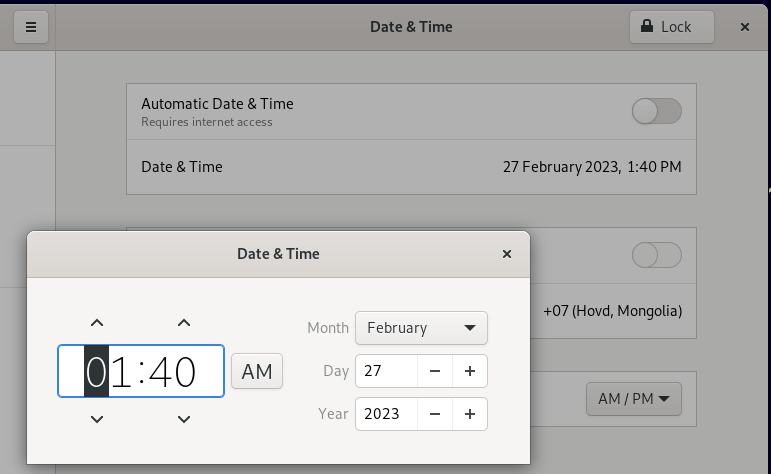 Date & Time
Lock
Automatic Date & Time
Requires internet access
Date & Time
27 February 2023, 1:40 PM
Date & Time
+07 (Hovd, Mongolia)
AM / PM
01:40
AM
Month
February
Day
27
Year
2023